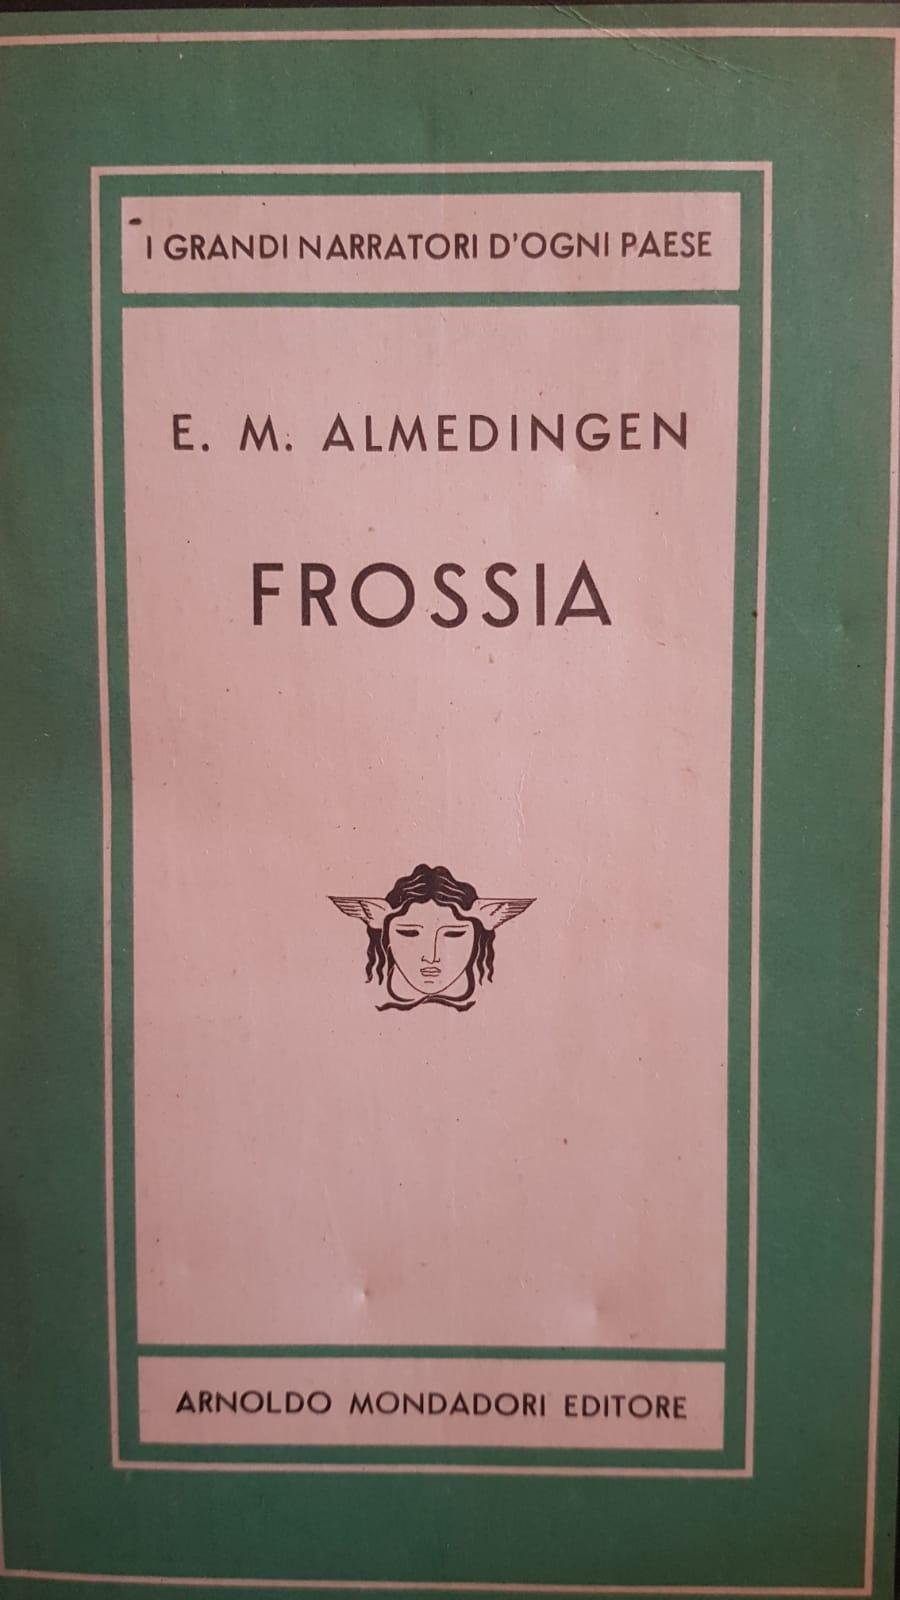 I GRANDI NARRATORI D'OGNI PAESE
E. M. ALMEDINGEN
FROSSIA
ARNOLDO MONDADORI EDITORE